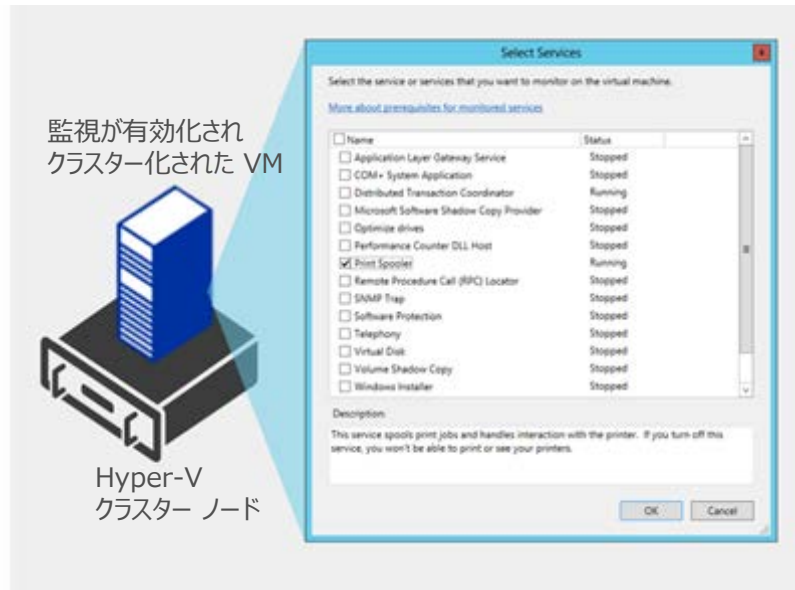 監視が有効化され
クラスター化された VM
Hyper-V
クラスター ノード
Select Services
Select the service or services that you want to monitor on the virtual machine.
More about prerequisites for monitored services
Name Status
Application Layer Gateway Service Stopped
COM+ System Application Stopped
Distributed Transaction Coordinator Running
Microsoft Software Shadow Copy Provider Stopped
Optimize drives Stopped
Performance Counter DLL Host Stopped
Print Spooler Running
Remote Procedure Call (RPC) Locator Stopped
SNMP Trap Stopped
Software Protection Stopped
Telephony Stopped
Virtual Disk Stopped
Volume Shadow Copy Stopped
Windows Installer Stopped
Description
This service spools print jobs and handles interaction with the printer. If you turn off this
service, you won't be able to print or see your printers.
OK Cancel